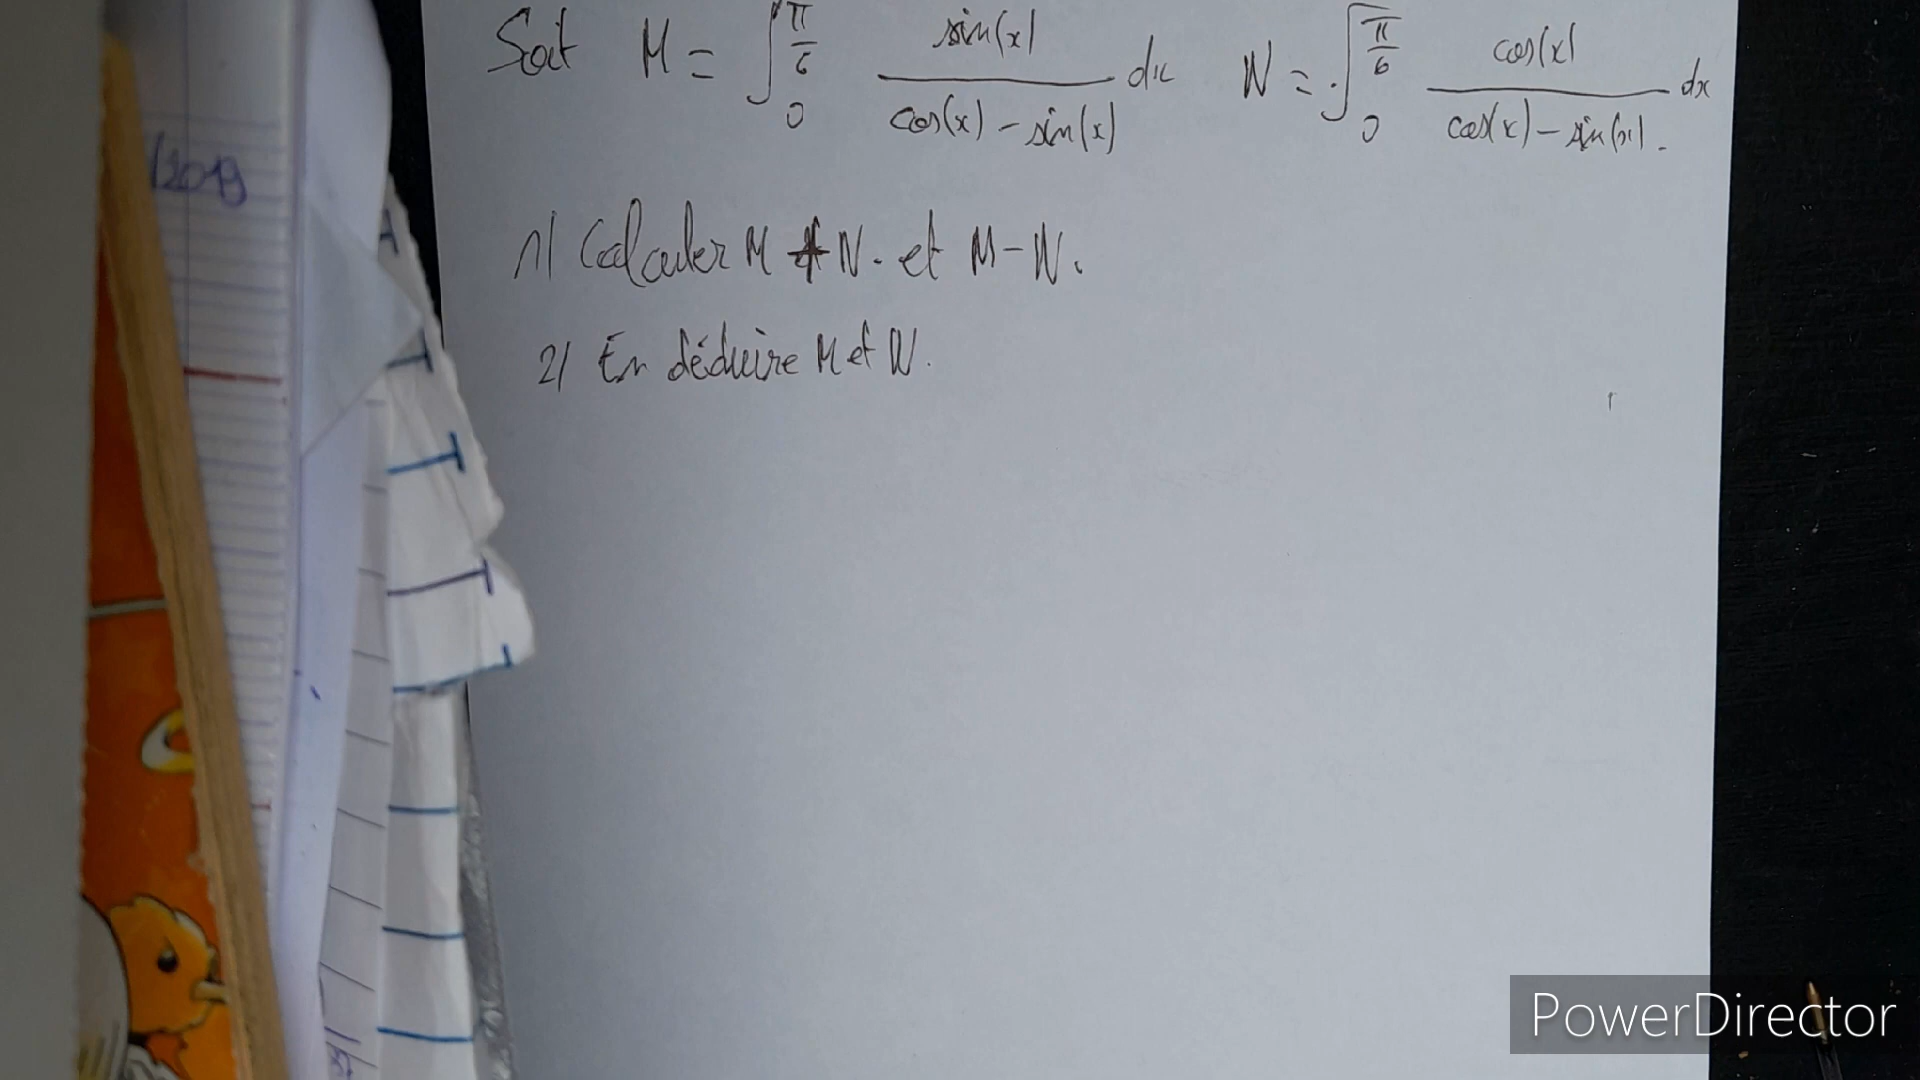 Soit M = ∫₀^(π/6) sin(x) / (cos(x) - sin(x)) dx N = ∫₀^(π/6) cos(x) / (cos(x) - sin(x)) dx
1) Calculer M + N. et M - N.
2) En déduire M et N.
/2019
PowerDirector